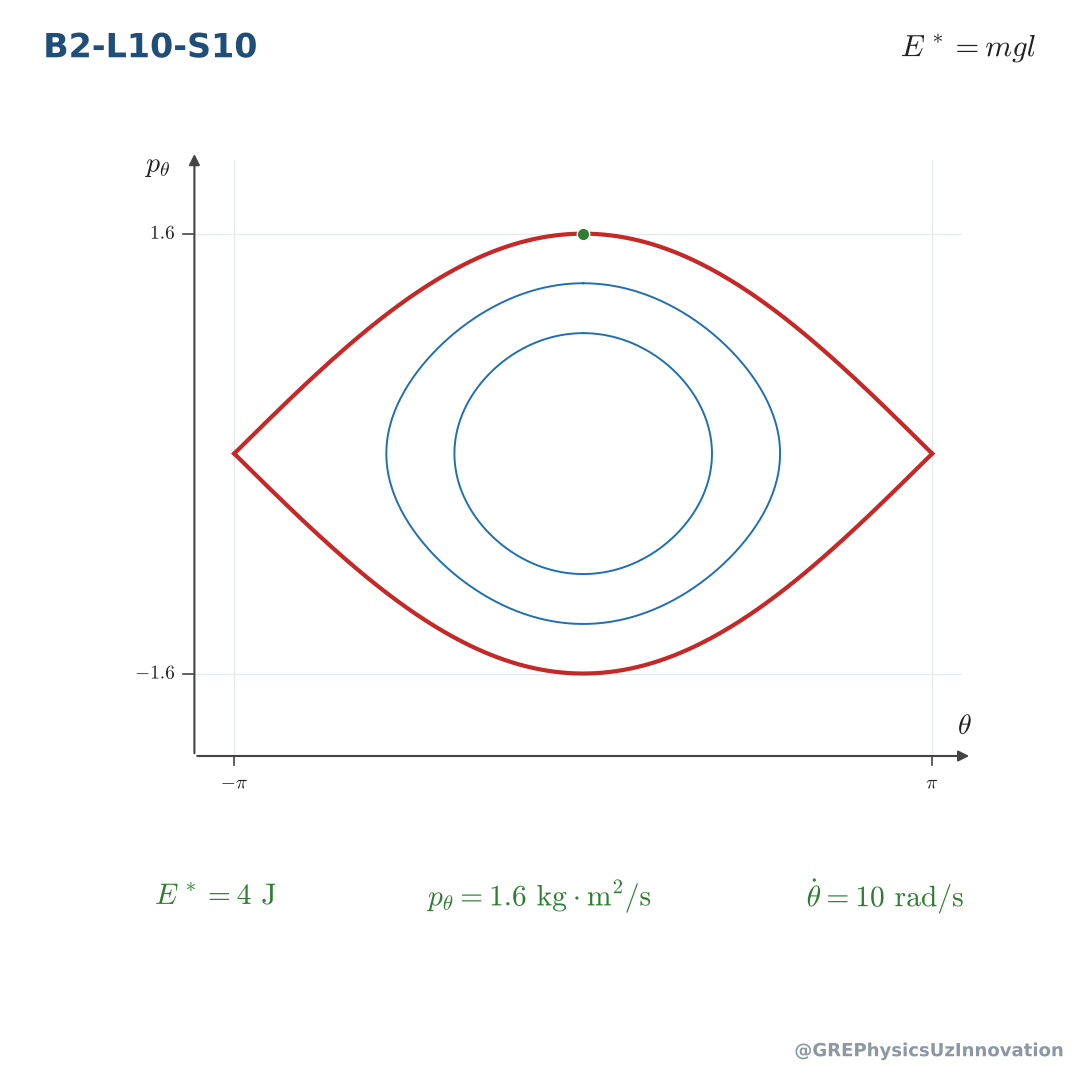 B2-L10-S10
E* = mgl
p_θ
1.6
−1.6
θ
−π
π
E* = 4 J
p_θ = 1.6 kg · m²/s
θ̇ = 10 rad/s
@GREPhysicsUzInnovation